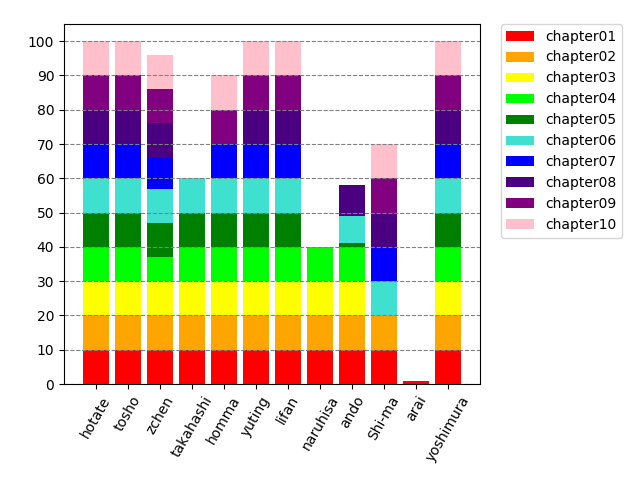 100
90
80
70
60
50
40
30
20
10
0
hotate
tosho
zchen
takahashi
homma
yuting
lifan
naruhisa
ando
Shi-ma
arai
yoshimura
chapter01
chapter02
chapter03
chapter04
chapter05
chapter06
chapter07
chapter08
chapter09
chapter10